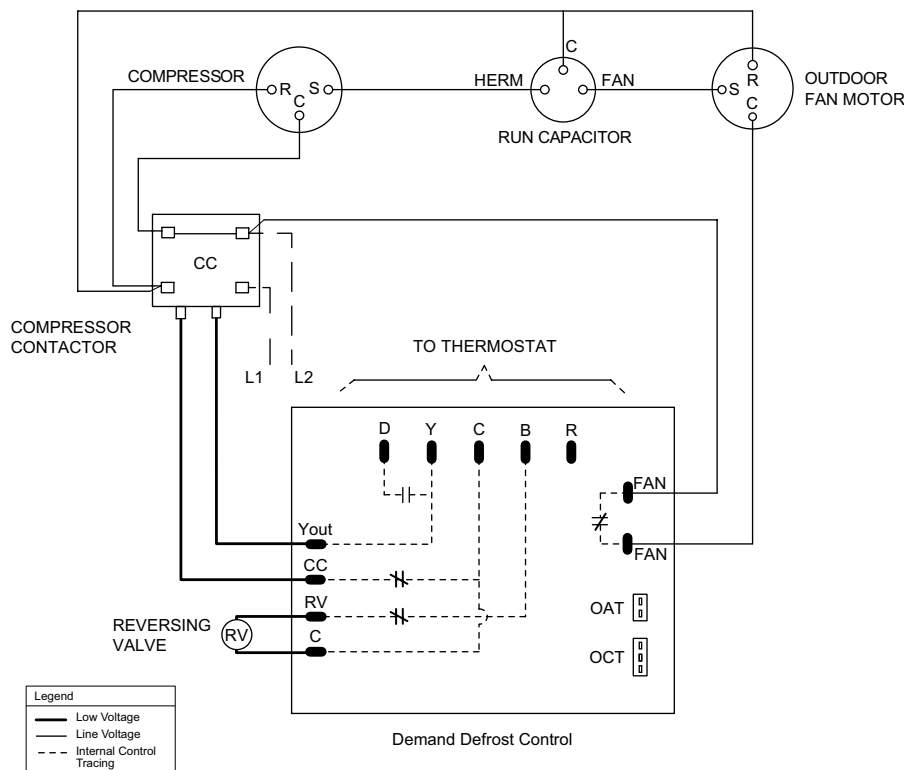 C
COMPRESSOR
R
C
S
HERM
FAN
RUN CAPACITOR
S
R
C
OUTDOOR
FAN MOTOR
CC
COMPRESSOR
CONTACTOR
L1
L2
TO THERMOSTAT
D
Y
C
B
R
FAN
FAN
Yout
CC
RV
C
REVERSING
VALVE
RV
OAT
OCT
Legend
Low Voltage
Line Voltage
Internal Control
Tracing
Demand Defrost Control